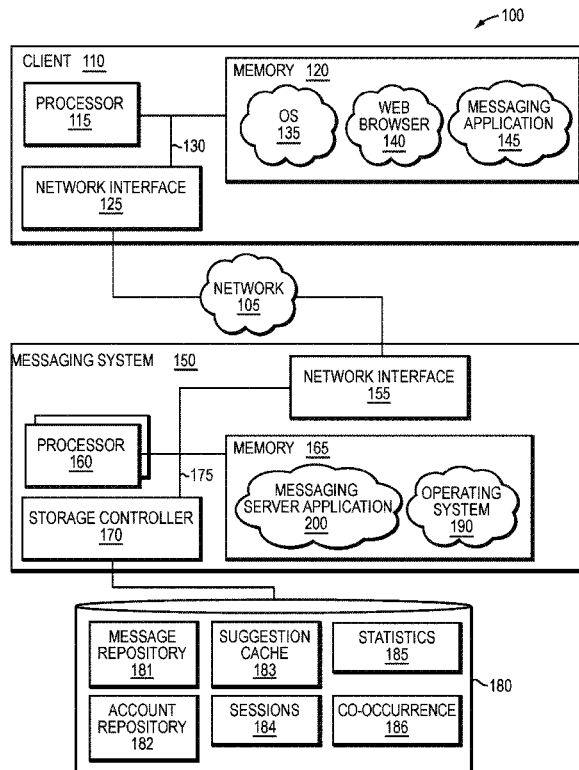 100
CLIENT 110
PROCESSOR
115
130
NETWORK INTERFACE
125
MEMORY 120
OS
135
WEB
BROWSER
140
MESSAGING
APPLICATION
145
NETWORK
105
MESSAGING SYSTEM 150
NETWORK INTERFACE
155
PROCESSOR
160
175
STORAGE CONTROLLER
170
MEMORY 165
MESSAGING
SERVER APPLICATION
200
OPERATING
SYSTEM
190
MESSAGE
REPOSITORY
181
SUGGESTION
CACHE
183
STATISTICS
185
180
ACCOUNT
REPOSITORY
182
SESSIONS
184
CO-OCCURRENCE
186